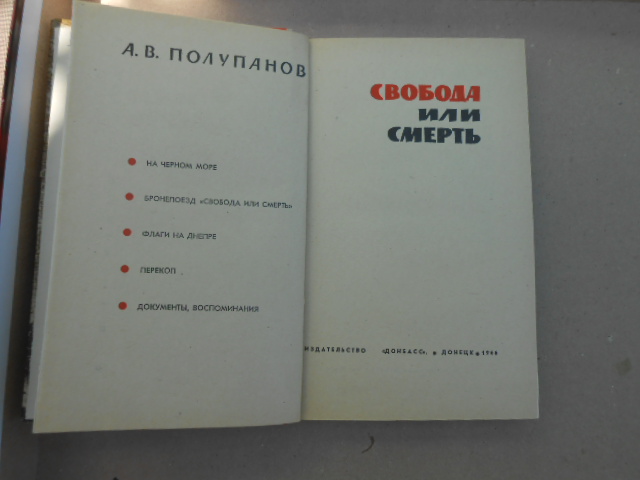 А. В. ПОЛУПАНОВ
НА ЧЕРНОМ МОРЕ
БРОНЕПОЕЗД «СВОБОДА ИЛИ СМЕРТЬ»
ФЛАГИ НА ДНЕПРЕ
ПЕРЕКОП
ДОКУМЕНТЫ, ВОСПОМИНАНИЯ
СВОБОДА
ИЛИ
СМЕРТЬ
ИЗДАТЕЛЬСТВО «ДОНБАСС», ДОНЕЦК